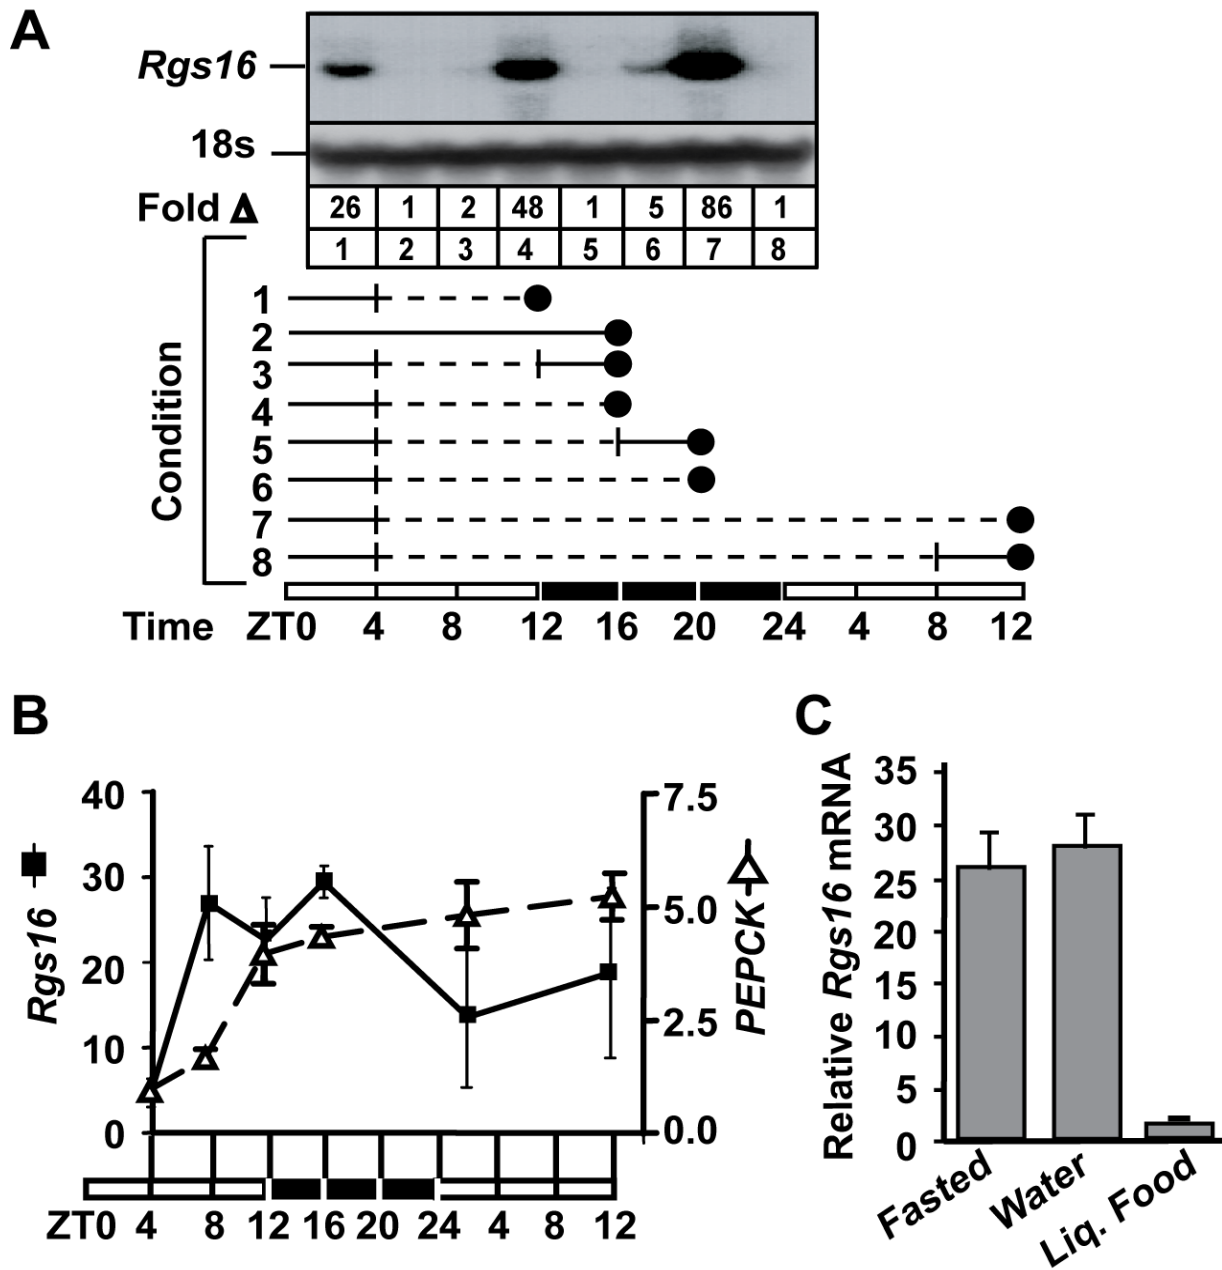 A
Rgs16
18s
Fold Δ 26 1 2 48 1 5 86 1
1 2 3 4 5 6 7 8
Condition
1
2
3
4
5
6
7
8
Time ZT0 4 8 12 16 20 24 4 8 12
B
Rgs16
40
30
20
10
0
7.5
5.0
2.5
0.0
PEPCK
ZT0 4 8 12 16 20 24 4 8 12
C
Relative Rgs16 mRNA
35
30
25
20
15
10
5
0
Fasted
Water
Liq. Food